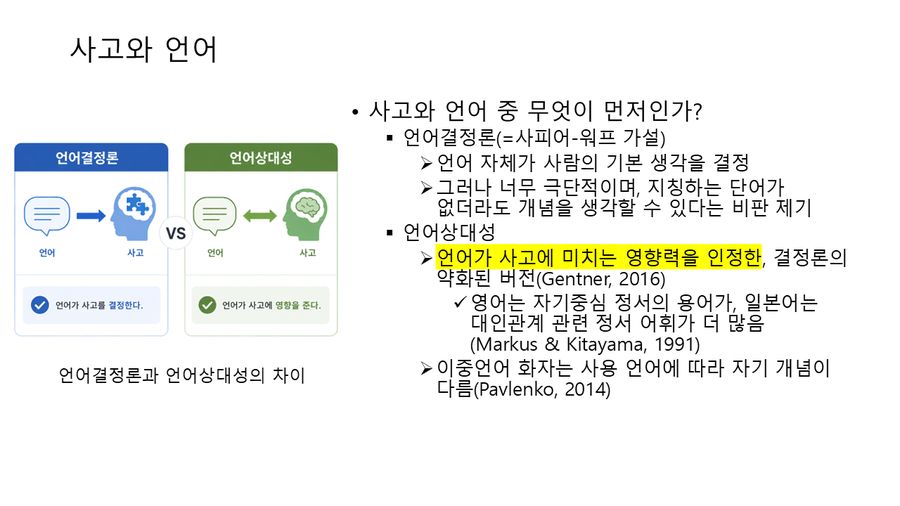 사고와 언어
언어결정론
언어
사고
언어가 사고를 결정한다.
VS
언어상대성
언어
사고
언어가 사고에 영향을 준다.
언어결정론과 언어상대성의 차이
• 사고와 언어 중 무엇이 먼저인가?
▪ 언어결정론(=사피어-워프 가설)
➢언어 자체가 사람의 기본 생각을 결정
➢그러나 너무 극단적이며, 지칭하는 단어가
없더라도 개념을 생각할 수 있다는 비판 제기
▪ 언어상대성
➢언어가 사고에 미치는 영향력을 인정한, 결정론의
약화된 버전(Gentner, 2016)
✓영어는 자기중심 정서의 용어가, 일본어는
대인관계 관련 정서 어휘가 더 많음
(Markus & Kitayama, 1991)
➢이중언어 화자는 사용 언어에 따라 자기 개념이
다름(Pavlenko, 2014)